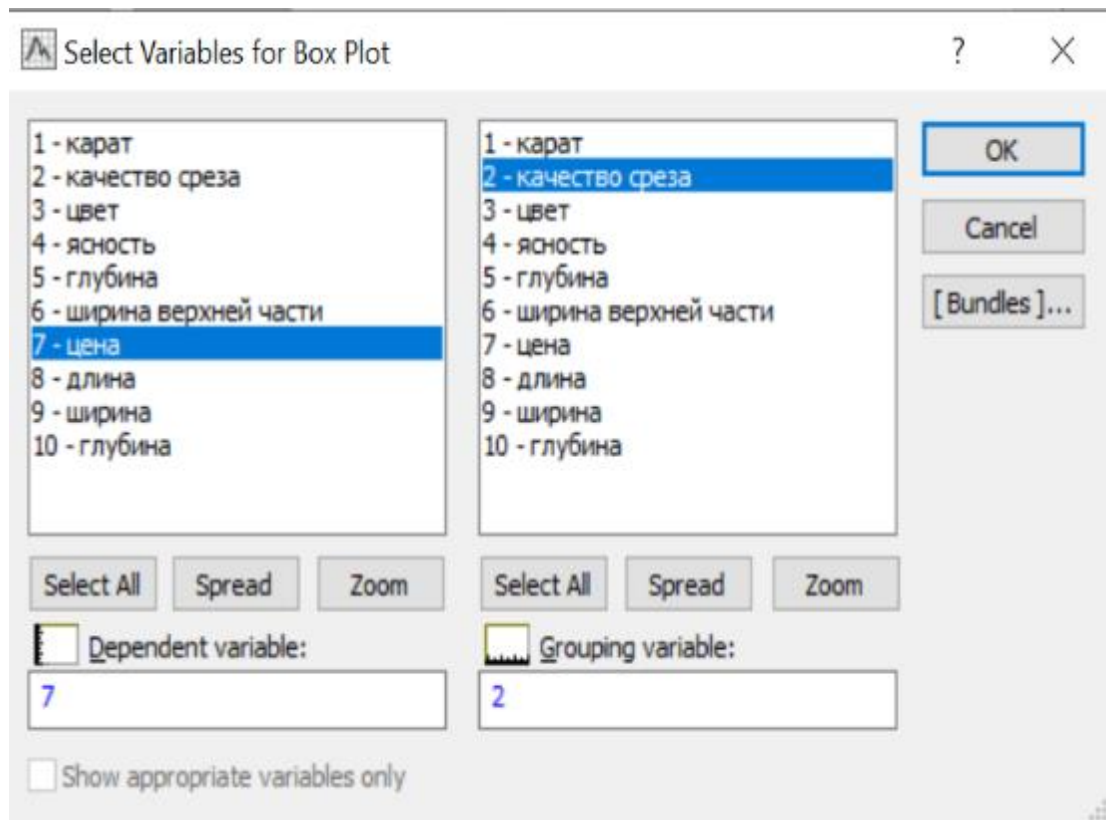 Select Variables for Box Plot
?
1 - карат
2 - качество среза
3 - цвет
4 - ясность
5 - глубина
6 - ширина верхней части
7 - цена
8 - длина
9 - ширина
10 - глубина
1 - карат
2 - качество среза
3 - цвет
4 - ясность
5 - глубина
6 - ширина верхней части
7 - цена
8 - длина
9 - ширина
10 - глубина
OK
Cancel
[ Bundles ]...
Select All Spread Zoom
Select All Spread Zoom
Dependent variable:
7
Grouping variable:
2
Show appropriate variables only